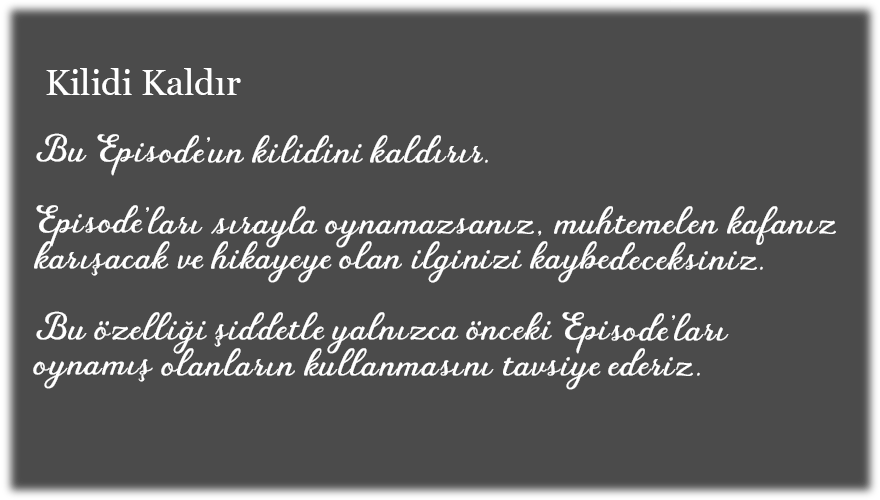 Kilidi Kaldır
Bu Episode'un kilidini kaldırır.
Episode'ları sırayla oynamazsanız, muhtemelen kafanız
karışacak ve hikayeye olan ilginizi kaybedeceksiniz.
Bu özelliği şiddetle yalnızca önceki Episode'ları
oynamış olanların kullanmasını tavsiye ederiz.